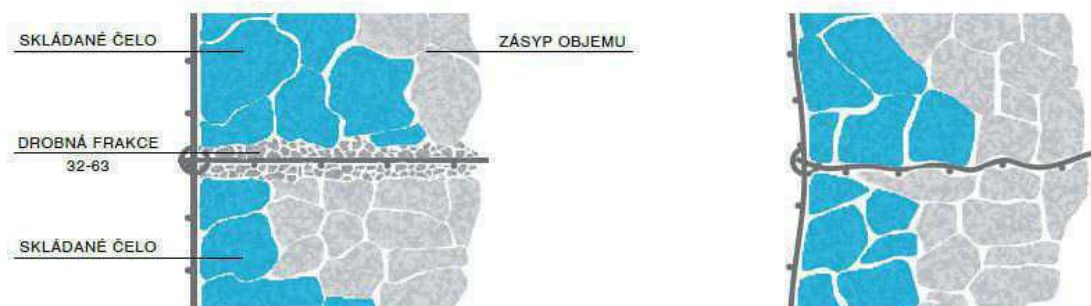 SKLÁDANÉ ČELO
ZÁSYP OBJEMU
DROBNÁ FRAKCE
32-63
SKLÁDANÉ ČELO